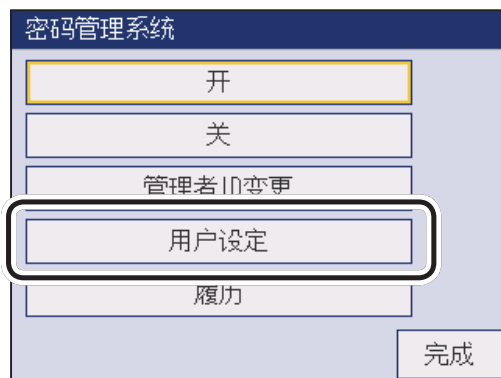 密码管理系统
开
关
管理者ID变更
用户设定
履历
完成